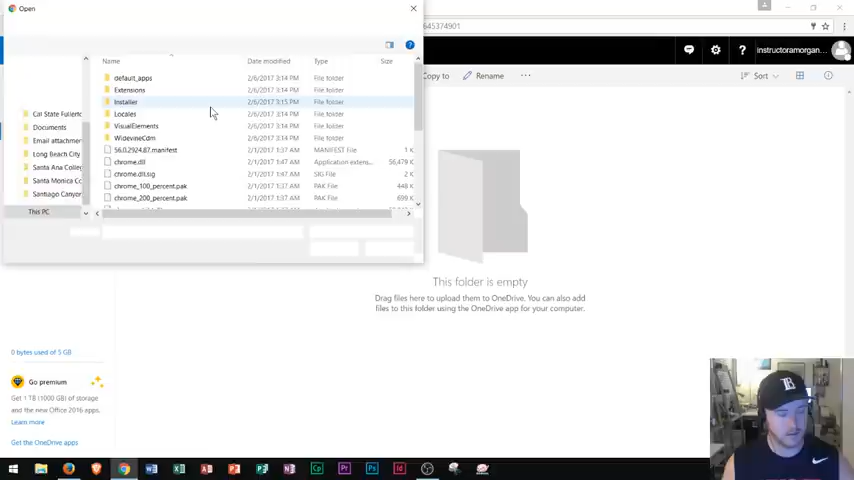 Open
645374901
Name
Date modified
Type
Size
default_apps 2/6/2017 3:14 PM File folder
Extensions 2/6/2017 3:14 PM File folder
Installer 2/6/2017 3:15 PM File folder
Locales 2/6/2017 3:14 PM File folder
VisualElements 2/6/2017 3:14 PM File folder
WidevineCdm 2/6/2017 3:14 PM File folder
56.0.2924.87.manifest 2/1/2017 1:37 AM MANIFEST File 1 K
chrome.dll 2/1/2017 1:47 AM Application extens... 56,479 K
chrome.dll.sig 2/1/2017 1:47 AM SIG File 2 K
chrome_100_percent.pak 2/1/2017 1:37 AM PAK File 448 K
chrome_200_percent.pak 2/1/2017 1:37 AM PAK File 699 K
Cal State Fullerto
Documents
Email attachmen
Long Beach City
Santa Ana Colleg
Santa Monica Co
Santiago Canyon
This PC
instructoramorgan...
Copy to
Rename
Sort
This folder is empty
Drag files here to upload them to OneDrive. You can also
add files to this folder using the OneDrive app for your computer.
0 bytes used of 5 GB
Go premium
Get 1 TB (1000 GB) of storage
and the new Office 2016 apps.
Learn more
Get the OneDrive apps